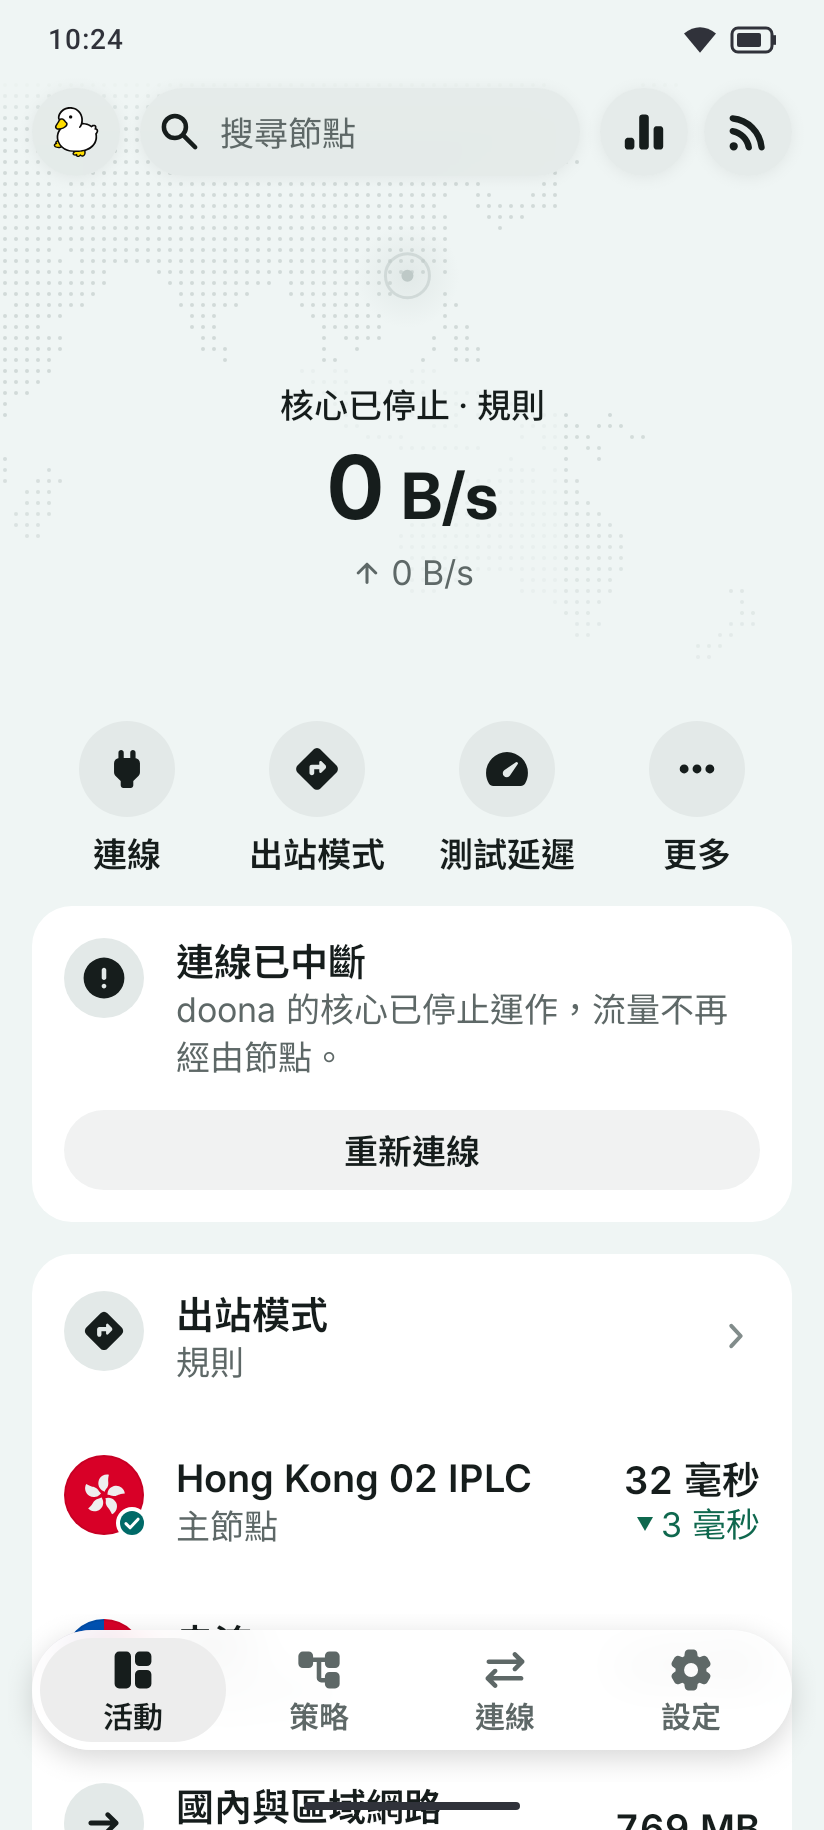 10:24
搜尋節點
核心已停止 · 規則
0 B/s
↑ 0 B/s
連線
出站模式
測試延遲
更多
連線已中斷
doona 的核心已停止運作，流量不再
經由節點。
重新連線
出站模式
規則
Hong Kong 02 IPLC
32 毫秒
主節點
▼3 毫秒
活動
策略
連線
設定
國內與區域網路
769 MB